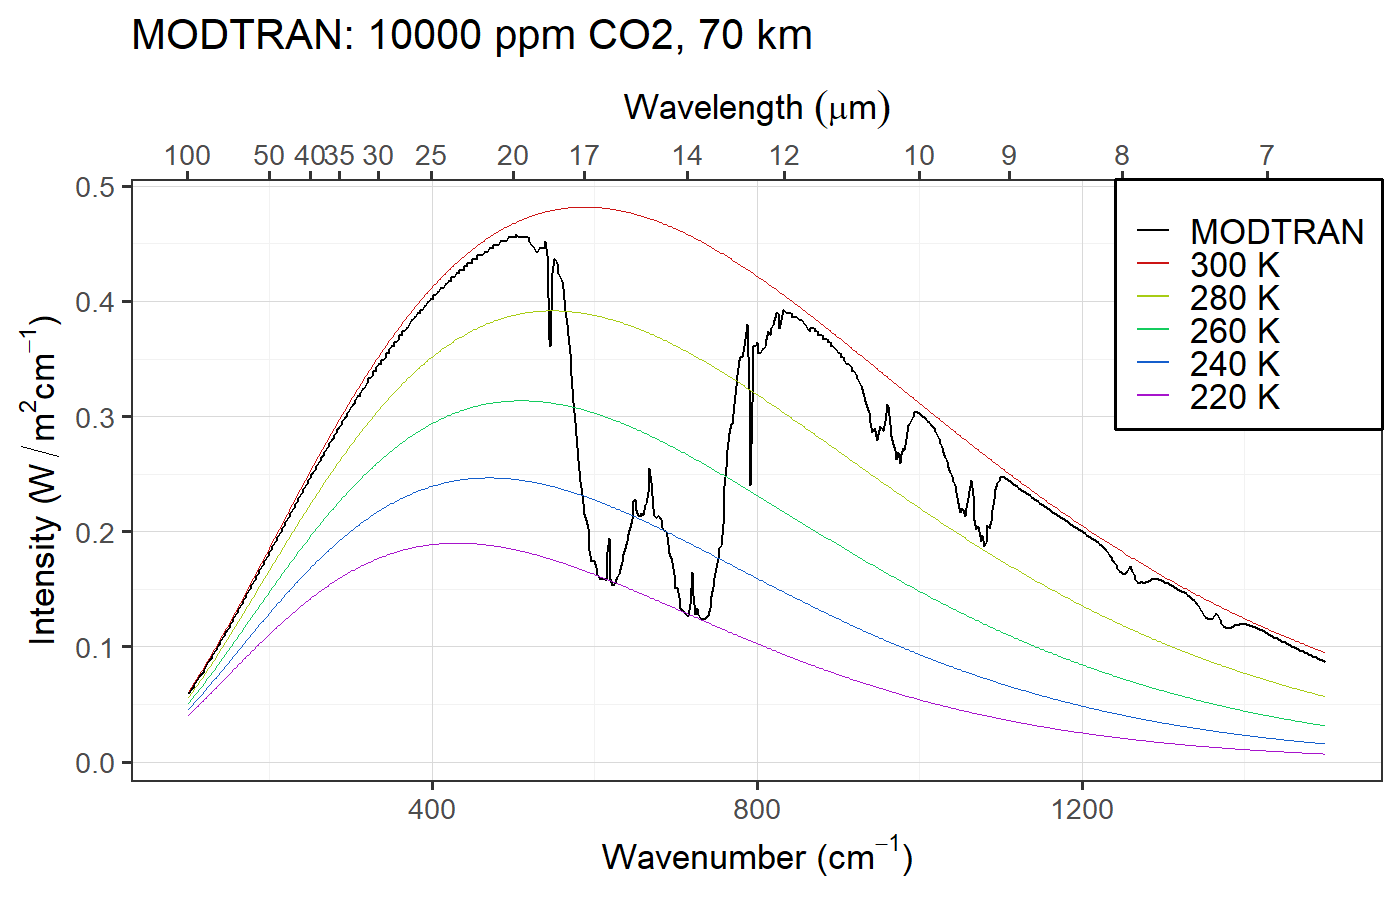 MODTRAN: 10000 ppm CO2, 70 km
Wavelength (μm)
100 50 40 35 30 25 20 17 14 12 10 9 8 7
0.5
0.4
0.3
0.2
0.1
0.0
Intensity (W / m²cm⁻¹)
MODTRAN
300 K
280 K
260 K
240 K
220 K
400 800 1200
Wavenumber (cm⁻¹)